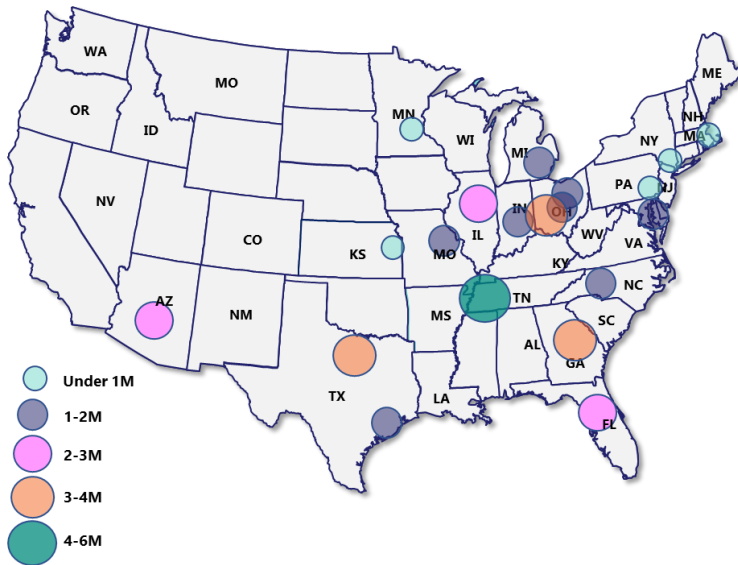 WA
ME
MO
OR
MN
NH
ID
WI
NY
MA
MI
PA
NJ
NV
IN
OH
CO
IL
WV
KS
MO
VA
KY
AZ
NM
TN
NC
MS
SC
AL
GA
TX
LA
FL
Under 1M
1-2M
2-3M
3-4M
4-6M